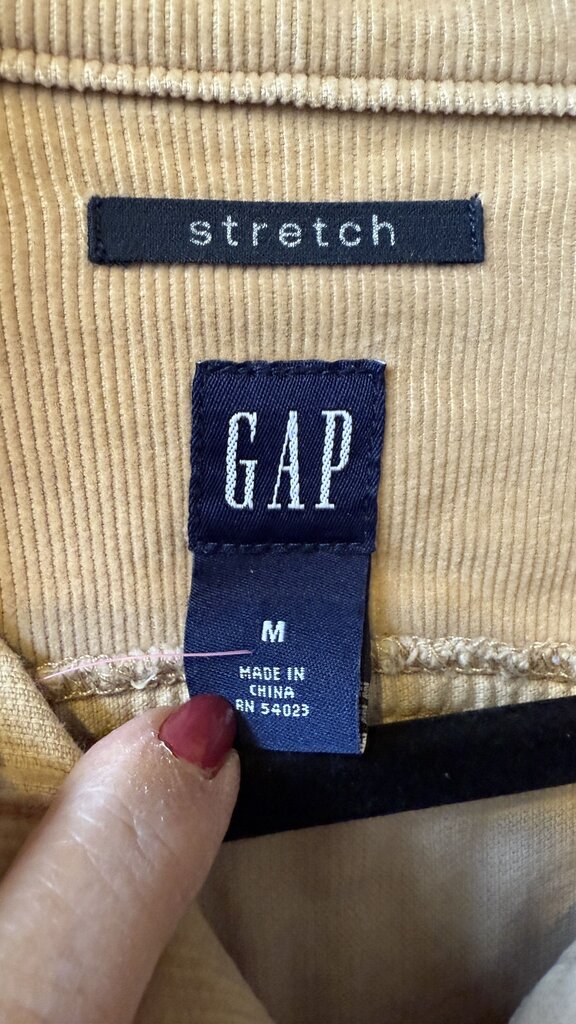 stretch
GAP
M
MADE IN
CHINA
RN 54023